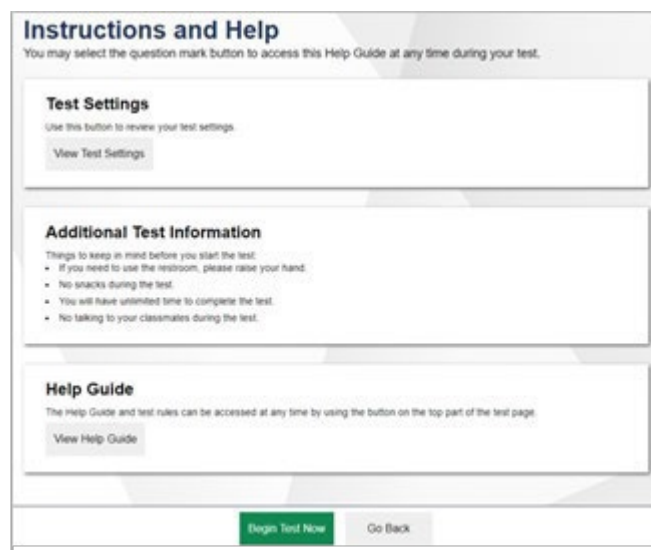 Instructions and Help
You may select the question mark button to access this Help Guide at any time during your test.
Test Settings
Use this button to review your test settings.
View Test Settings
Additional Test Information
Things to keep in mind before you start the test:
• If you need to use the restroom, please raise your hand.
• No snacks during the test.
• You will have unlimited time to complete the test.
• No talking to your classmates during the test.
Help Guide
The Help Guide and test rules can be accessed at any time by using the button on the top part of the test page.
View Help Guide
Begin Test Now
Go Back